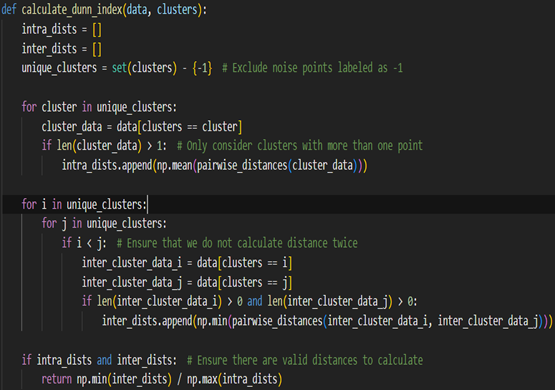 def calculate_dunn_index(data, clusters):
    intra_dists = []
    inter_dists = []
    unique_clusters = set(clusters) - {-1}  # Exclude noise points labeled as -1

    for cluster in unique_clusters:
        cluster_data = data[clusters == cluster]
        if len(cluster_data) > 1:  # Only consider clusters with more than one point
            intra_dists.append(np.mean(pairwise_distances(cluster_data)))

    for i in unique_clusters:
        for j in unique_clusters:
            if i < j:  # Ensure that we do not calculate distance twice
                inter_cluster_data_i = data[clusters == i]
                inter_cluster_data_j = data[clusters == j]
                if len(inter_cluster_data_i) > 0 and len(inter_cluster_data_j) > 0:
                    inter_dists.append(np.min(pairwise_distances(inter_cluster_data_i, inter_cluster_data_j)))

    if intra_dists and inter_dists:  # Ensure there are valid distances to calculate
        return np.min(inter_dists) / np.max(intra_dists)